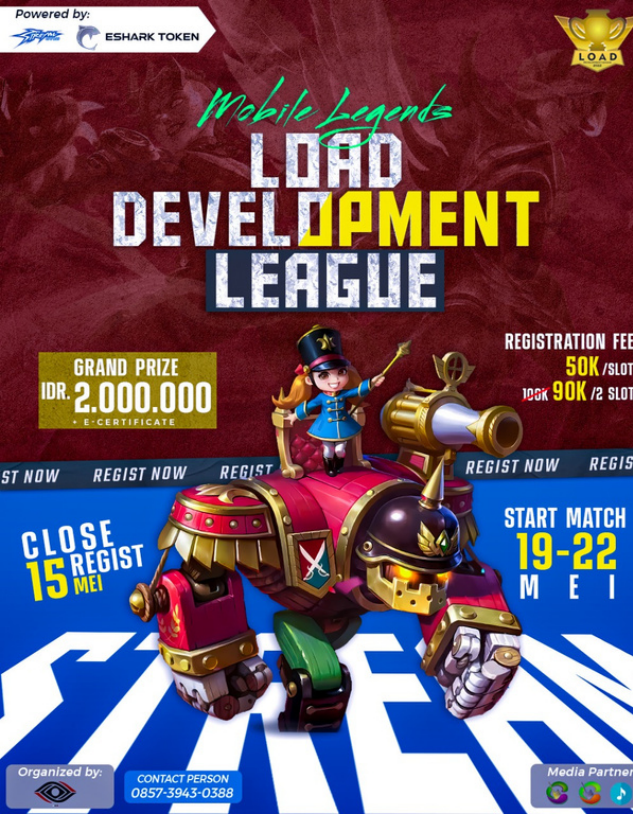 Powered by:
ESHARK TOKEN
LOAD
Mobile Legends
LOAD
DEVELOPMENT
LEAGUE
GRAND PRIZE
IDR. 2.000.000
+ E-CERTIFICATE
REGISTRATION FEE
50K /SLOT
100K 90K /2 SLOT
ST NOW REGIST NOW REGIST REGIST NOW REGIS
CLOSE
REGIST
15 MEI
START MATCH
19-22
MEI
STREAM
Organized by:
CONTACT PERSON
0857-3943-0388
Media Partner